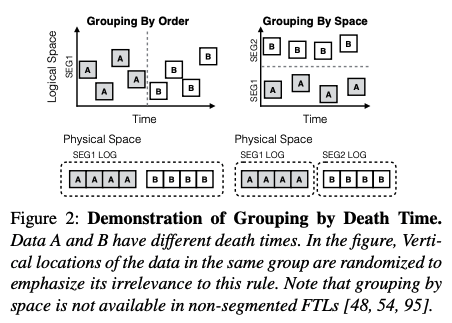 Grouping By Order
Grouping By Space
Logical Space
SEG1
A
A
A
A
B
B
B
B
Time
SEG2
SEG1
B
B
B
B
A
A
A
A
Time
Physical Space
SEG1 LOG
A A A A B B B B
Physical Space
SEG1 LOG SEG2 LOG
A A A A B B B B
Figure 2: Demonstration of Grouping by Death Time.
Data A and B have different death times. In the figure, Verti-
cal locations of the data in the same group are randomized to
emphasize its irrelevance to this rule. Note that grouping by
space is not available in non-segmented FTLs [48, 54, 95].